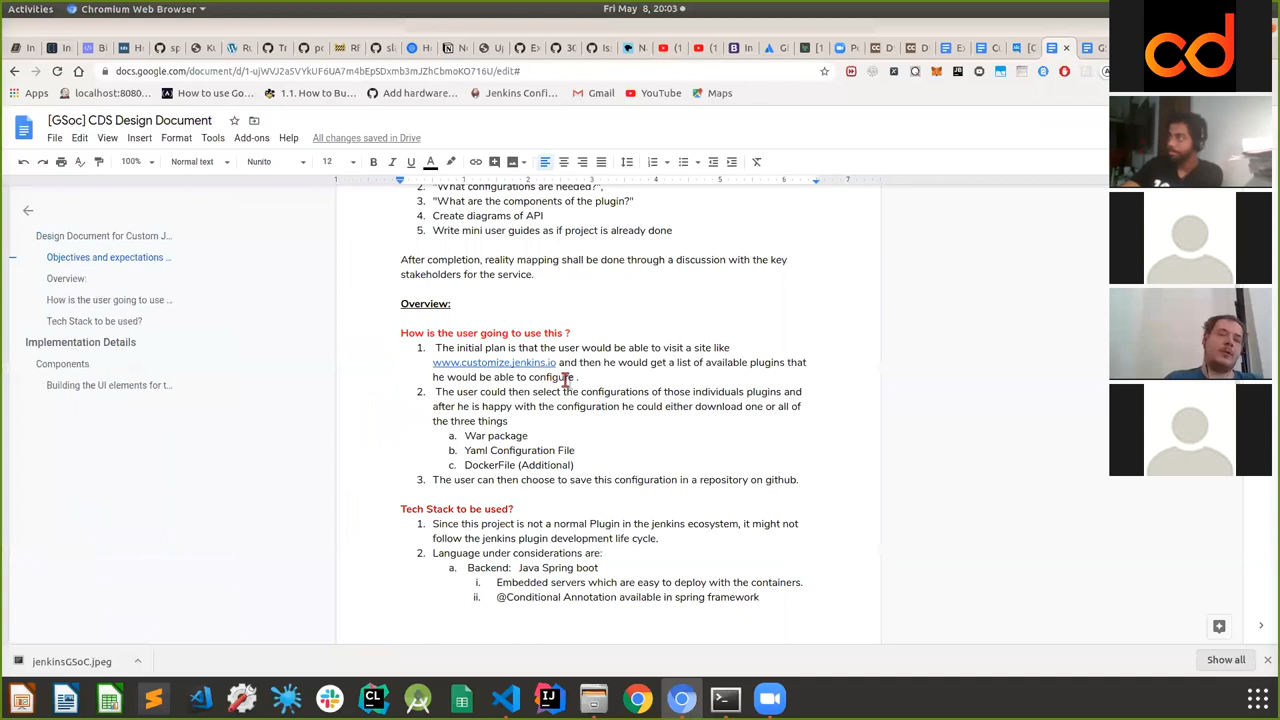 Activities
Chromium Web Browser
Fri May 8, 20:03
docs.google.com/document/d/
/edit#
Apps
localhost:8080...
How to use Go...
1.1. How to Bu...
Add hardware...
Jenkins Confi...
Gmail
YouTube
Maps
[GSoc] CDS Design Document
File Edit View Insert Format Tools Add-ons Help All changes saved in Drive
100% Normal text Nunito 12
1 1 2 3 4 5 6 7
Design Document for Custom J...
Objectives and expectations ...
Overview:
How is the user going to use ...
Tech Stack to be used?
Implementation Details
Components
Building the UI elements for t...
2. "What configurations are needed?",
3. "What are the components of the plugin?"
4. Create diagrams of API
5. Write mini user guides as if project is already done
After completion, reality mapping shall be done through a discussion with the key
stakeholders for the service.
Overview:
How is the user going to use this ?
1. The initial plan is that the user would be able to visit a site like
www.customize.jenkins.io and then he would get a list of available plugins that
he would be able to configure .
2. The user could then select the configurations of those individuals plugins and
after he is happy with the configuration he could either download one or all of
the three things
a. War package
b. Yaml Configuration File
c. DockerFile (Additional)
3. The user can then choose to save this configuration in a repository on github.
Tech Stack to be used?
1. Since this project is not a normal Plugin in the jenkins ecosystem, it might not
follow the jenkins plugin development life cycle.
2. Language under considerations are:
a. Backend: Java Spring boot
i. Embedded servers which are easy to deploy with the containers.
ii. @Conditional Annotation available in spring framework
jenkinsGSoC.jpeg
Show all
cd